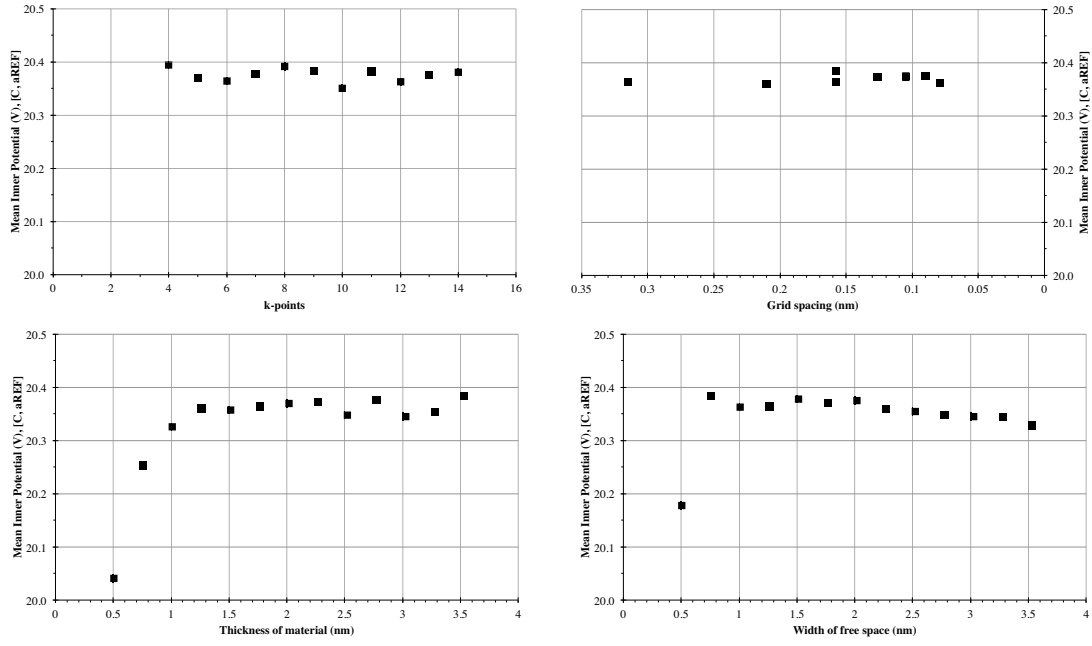 20.5
20.4
20.3
20.2
20.1
20.0
Mean Inner Potential (V), [C, aREF]
0 2 4 6 8 10 12 14 16
k-points
20.5
20.4
20.3
20.2
20.1
20.0
Mean Inner Potential (V), [C, aREF]
0.35 0.3 0.25 0.2 0.15 0.1 0.05 0
Grid spacing (nm)
20.5
20.4
20.3
20.2
20.1
20.0
Mean Inner Potential (V), [C, aREF]
0 0.5 1 1.5 2 2.5 3 3.5 4
Thickness of material (nm)
20.5
20.4
20.3
20.2
20.1
20.0
Mean Inner Potential (V), [C, aREF]
0 0.5 1 1.5 2 2.5 3 3.5 4
Width of free space (nm)